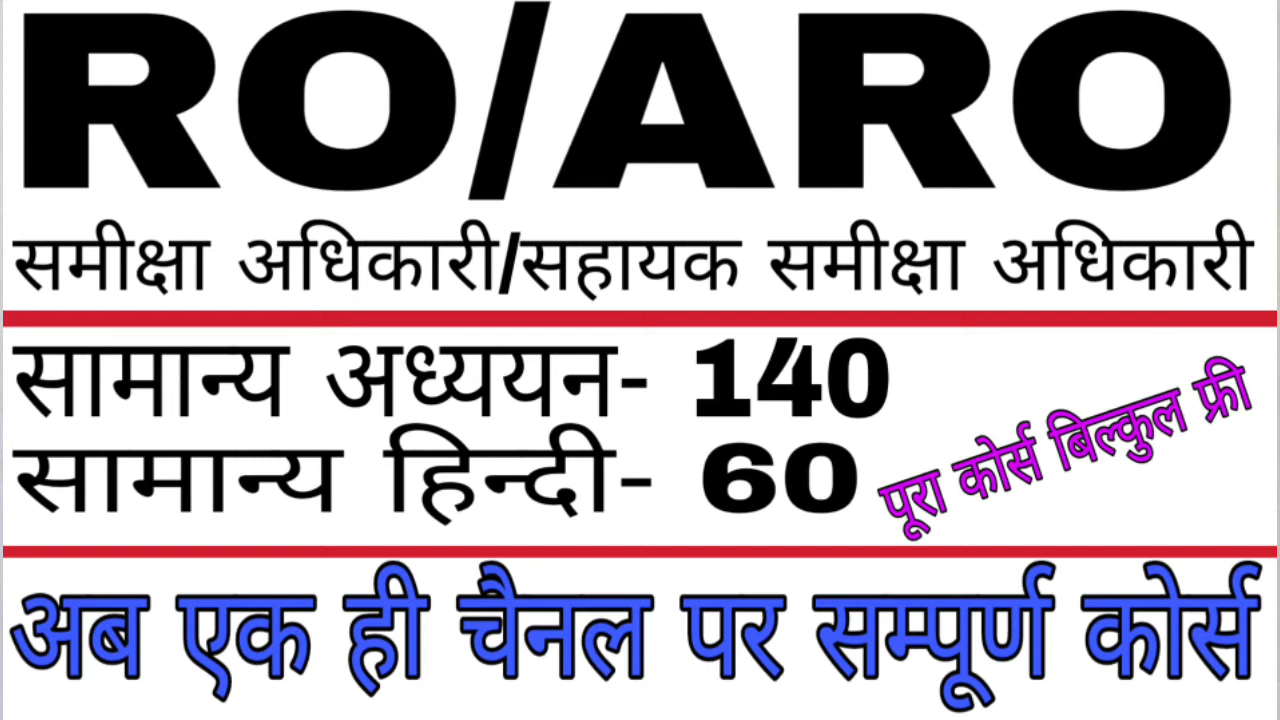 RO/ARO
समीक्षा अधिकारी/सहायक समीक्षा अधिकारी
सामान्य अध्ययन- 140
सामान्य हिन्दी- 60
पूरा कोर्स बिल्कुल फ्री
अब एक ही चैनल पर सम्पूर्ण कोर्स